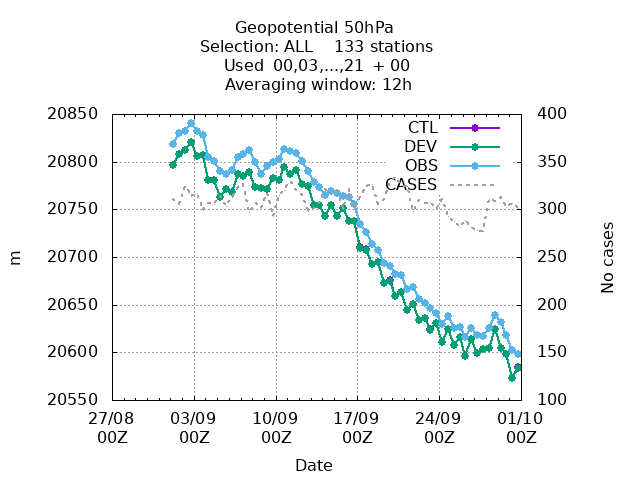 Geopotential 50hPa
Selection: ALL 133 stations
Used 00,03,...,21 + 00
Averaging window: 12h
20850
20800
20750
20700
20650
20600
20550
400
350
300
250
200
150
100
CTL
DEV
OBS
CASES
m
No cases
27/08 03/09 10/09 17/09 24/09 01/10
00Z 00Z 00Z 00Z 00Z 00Z
Date